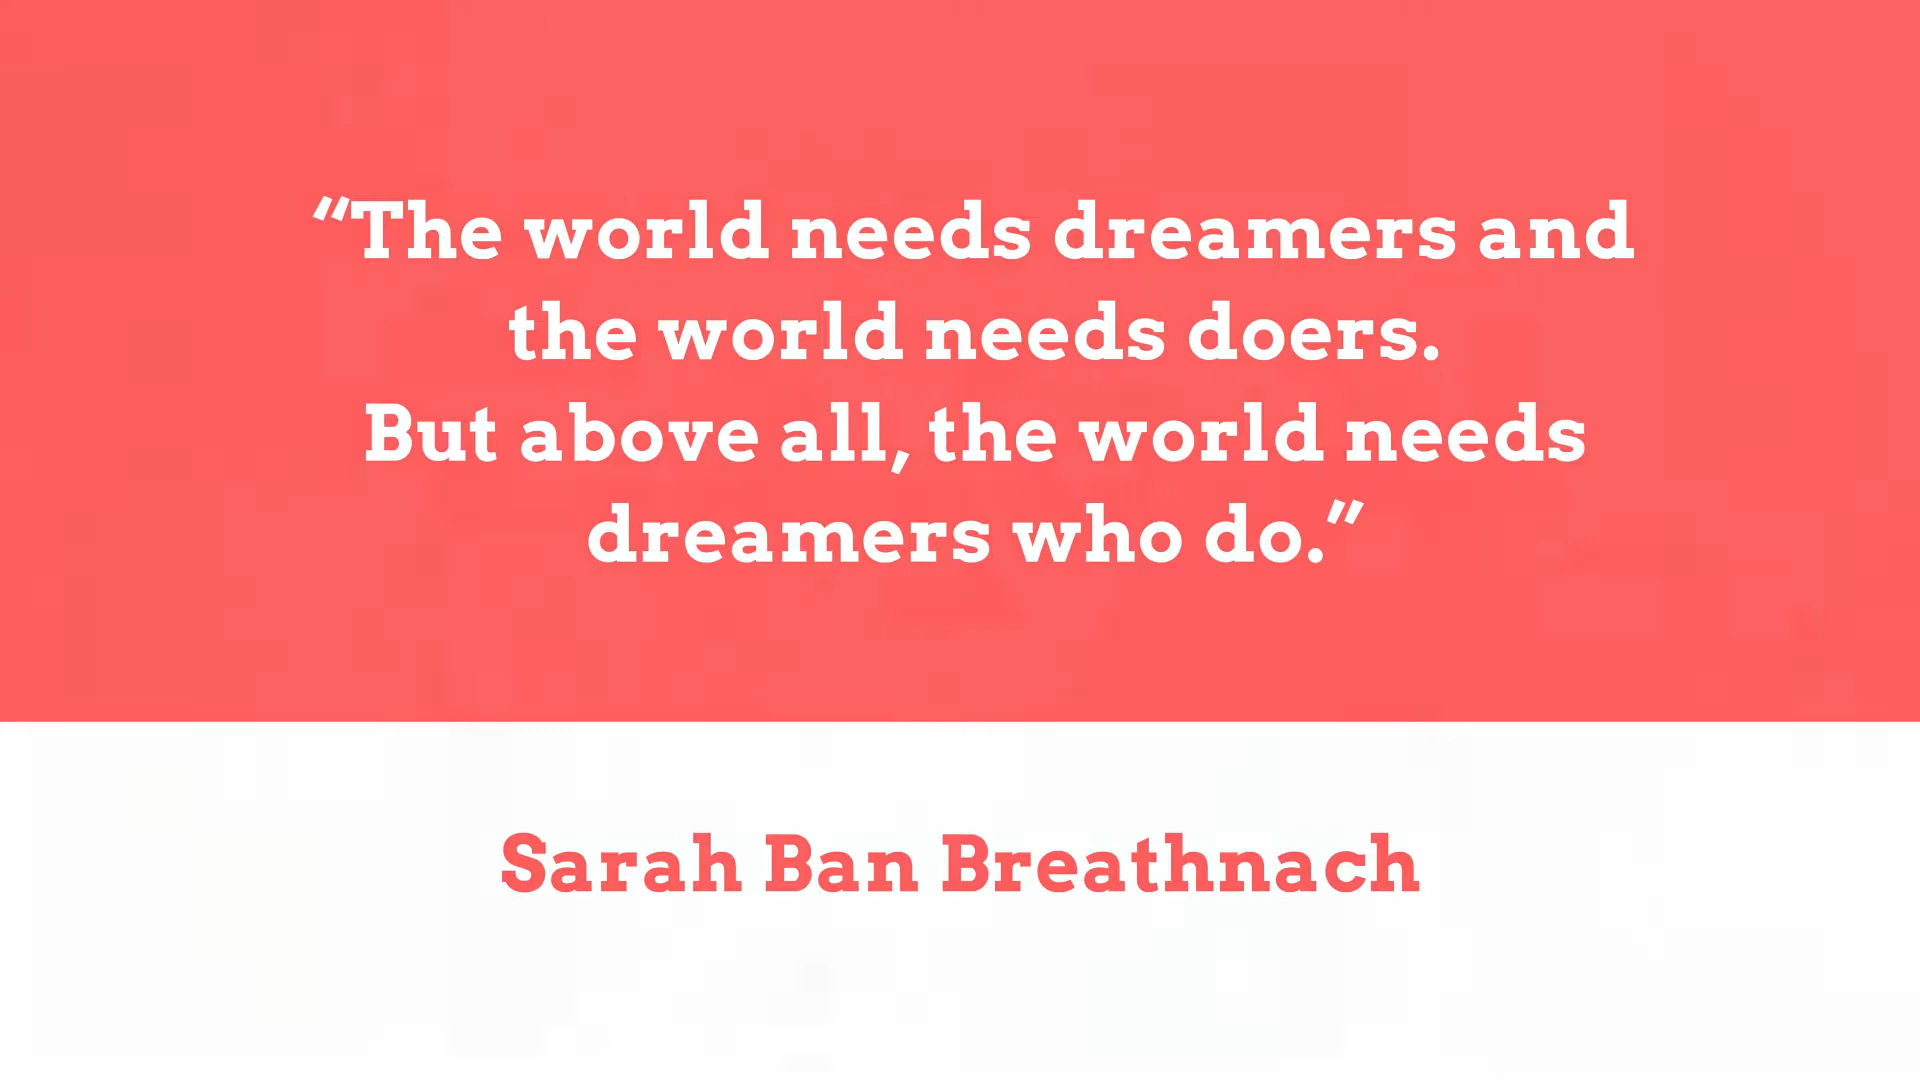 “The world needs dreamers and
the world needs doers.
But above all, the world needs
dreamers who do.”
Sarah Ban Breathnach